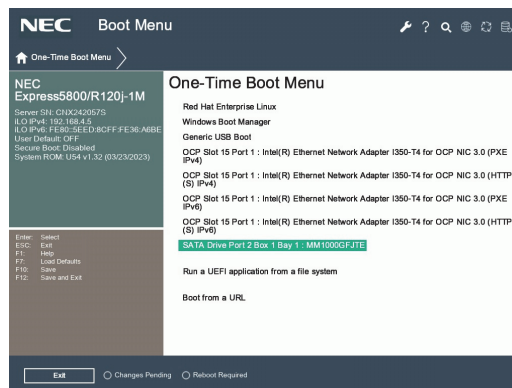 NEC Boot Menu
One-Time Boot Menu
NEC
Express5800/R120j-1M
Server SN: CNX242057S
iLO IPv4: 192.168.4.5
iLO IPv6: FE80::5EED:8CFF:FE36:A6BE
User Default: OFF
Secure Boot: Disabled
System ROM: U54 v1.32 (03/23/2023)
Enter: Select
ESC: Exit
F1: Help
F7: Load Defaults
F10: Save
F12: Save and Exit
One-Time Boot Menu
Red Hat Enterprise Linux
Windows Boot Manager
Generic USB Boot
OCP Slot 15 Port 1 : Intel(R) Ethernet Network Adapter I350-T4 for OCP NIC 3.0 (PXE
IPv4)
OCP Slot 15 Port 1 : Intel(R) Ethernet Network Adapter I350-T4 for OCP NIC 3.0 (HTTP
(S) IPv4)
OCP Slot 15 Port 1 : Intel(R) Ethernet Network Adapter I350-T4 for OCP NIC 3.0 (PXE
IPv6)
OCP Slot 15 Port 1 : Intel(R) Ethernet Network Adapter I350-T4 for OCP NIC 3.0 (HTTP
(S) IPv6)
SATA Drive Port 2 Box 1 Bay 1 : MM1000GFJTE
Run a UEFI application from a file system
Boot from a URL
Exit
Changes Pending
Reboot Required